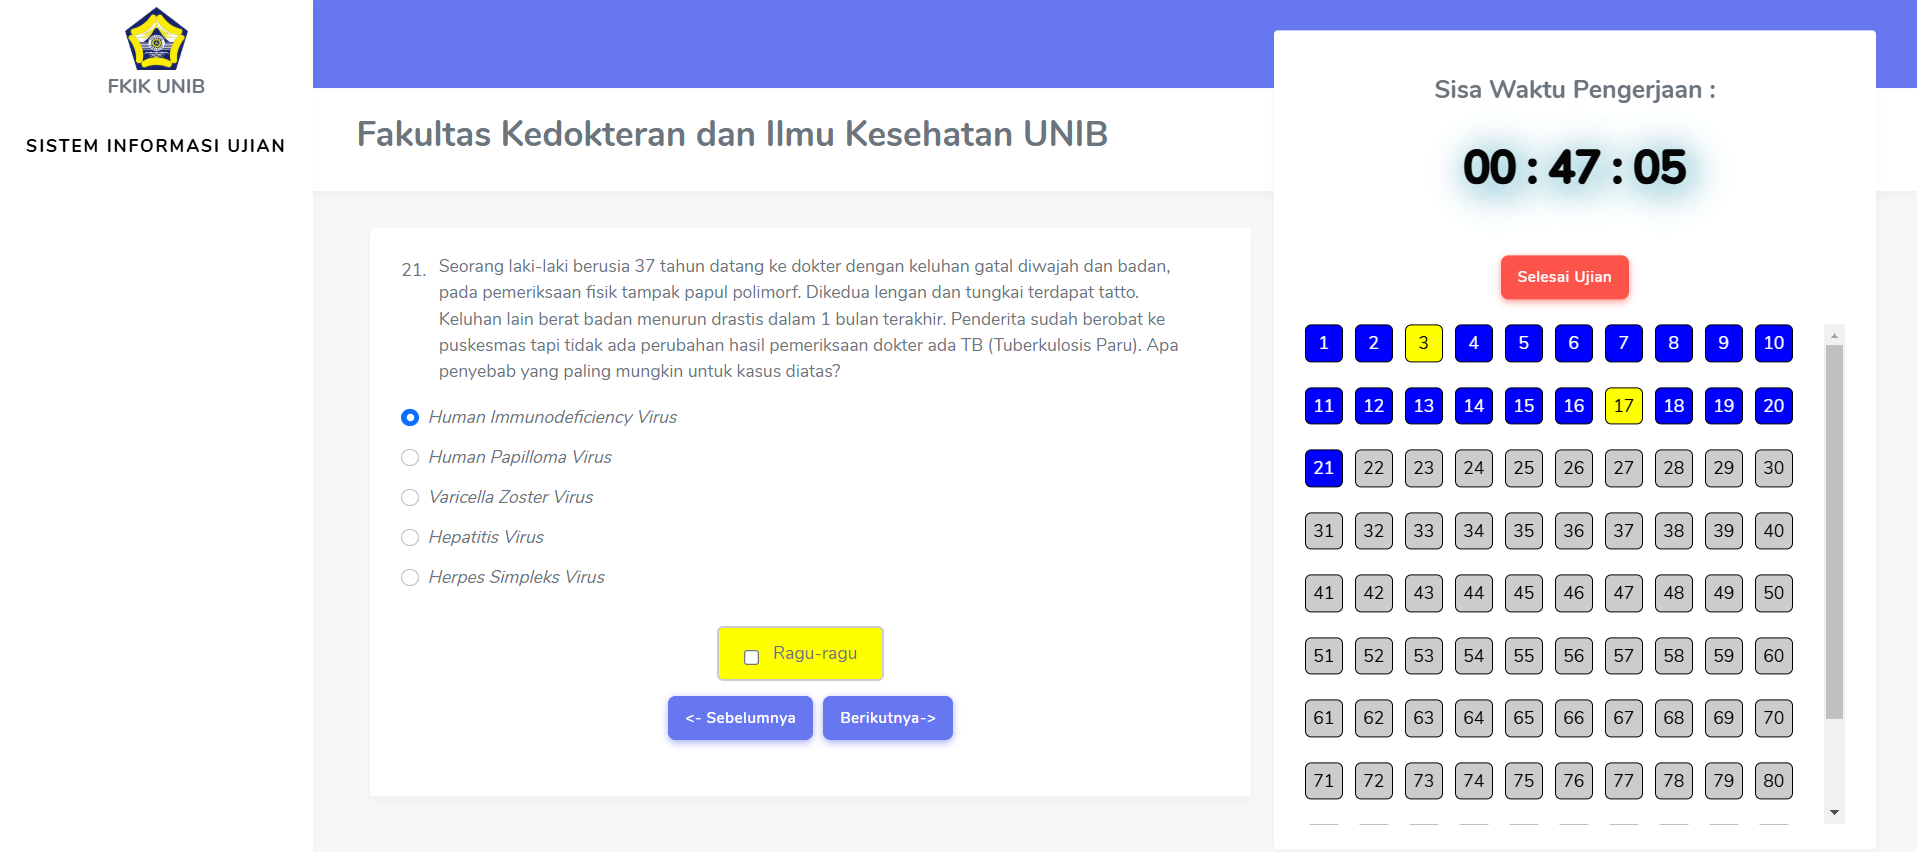 FKIK UNIB
SISTEM INFORMASI UJIAN
Fakultas Kedokteran dan Ilmu Kesehatan UNIB
21. Seorang laki-laki berusia 37 tahun datang ke dokter dengan keluhan gatal diwajah dan badan,
pada pemeriksaan fisik tampak papul polimorf. Dikedua lengan dan tungkai terdapat tatto.
Keluhan lain berat badan menurun drastis dalam 1 bulan terakhir. Penderita sudah berobat ke
puskesmas tapi tidak ada perubahan hasil pemeriksaan dokter ada TB (Tuberkulosis Paru). Apa
penyebab yang paling mungkin untuk kasus diatas?
Human Immunodeficiency Virus
Human Papilloma Virus
Varicella Zoster Virus
Hepatitis Virus
Herpes Simpleks Virus
Ragu-ragu
<- Sebelumnya Berikutnya->
Sisa Waktu Pengerjaan :
00 : 47 : 05
Selesai Ujian
1 2 3 4 5 6 7 8 9 10
11 12 13 14 15 16 17 18 19 20
21 22 23 24 25 26 27 28 29 30
31 32 33 34 35 36 37 38 39 40
41 42 43 44 45 46 47 48 49 50
51 52 53 54 55 56 57 58 59 60
61 62 63 64 65 66 67 68 69 70
71 72 73 74 75 76 77 78 79 80